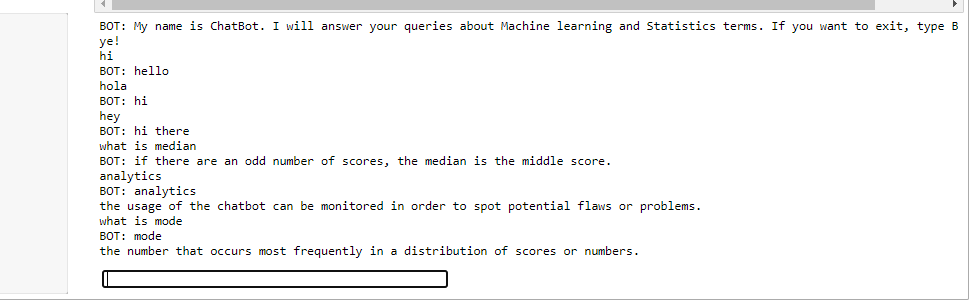 BOT: My name is ChatBot. I will answer your queries about Machine learning and Statistics terms. If you want to exit, type B
ye!
hi
BOT: hello
hola
BOT: hi
hey
BOT: hi there
what is median
BOT: if there are an odd number of scores, the median is the middle score.
analytics
BOT: analytics
the usage of the chatbot can be monitored in order to spot potential flaws or problems.
what is mode
BOT: mode
the number that occurs most frequently in a distribution of scores or numbers.